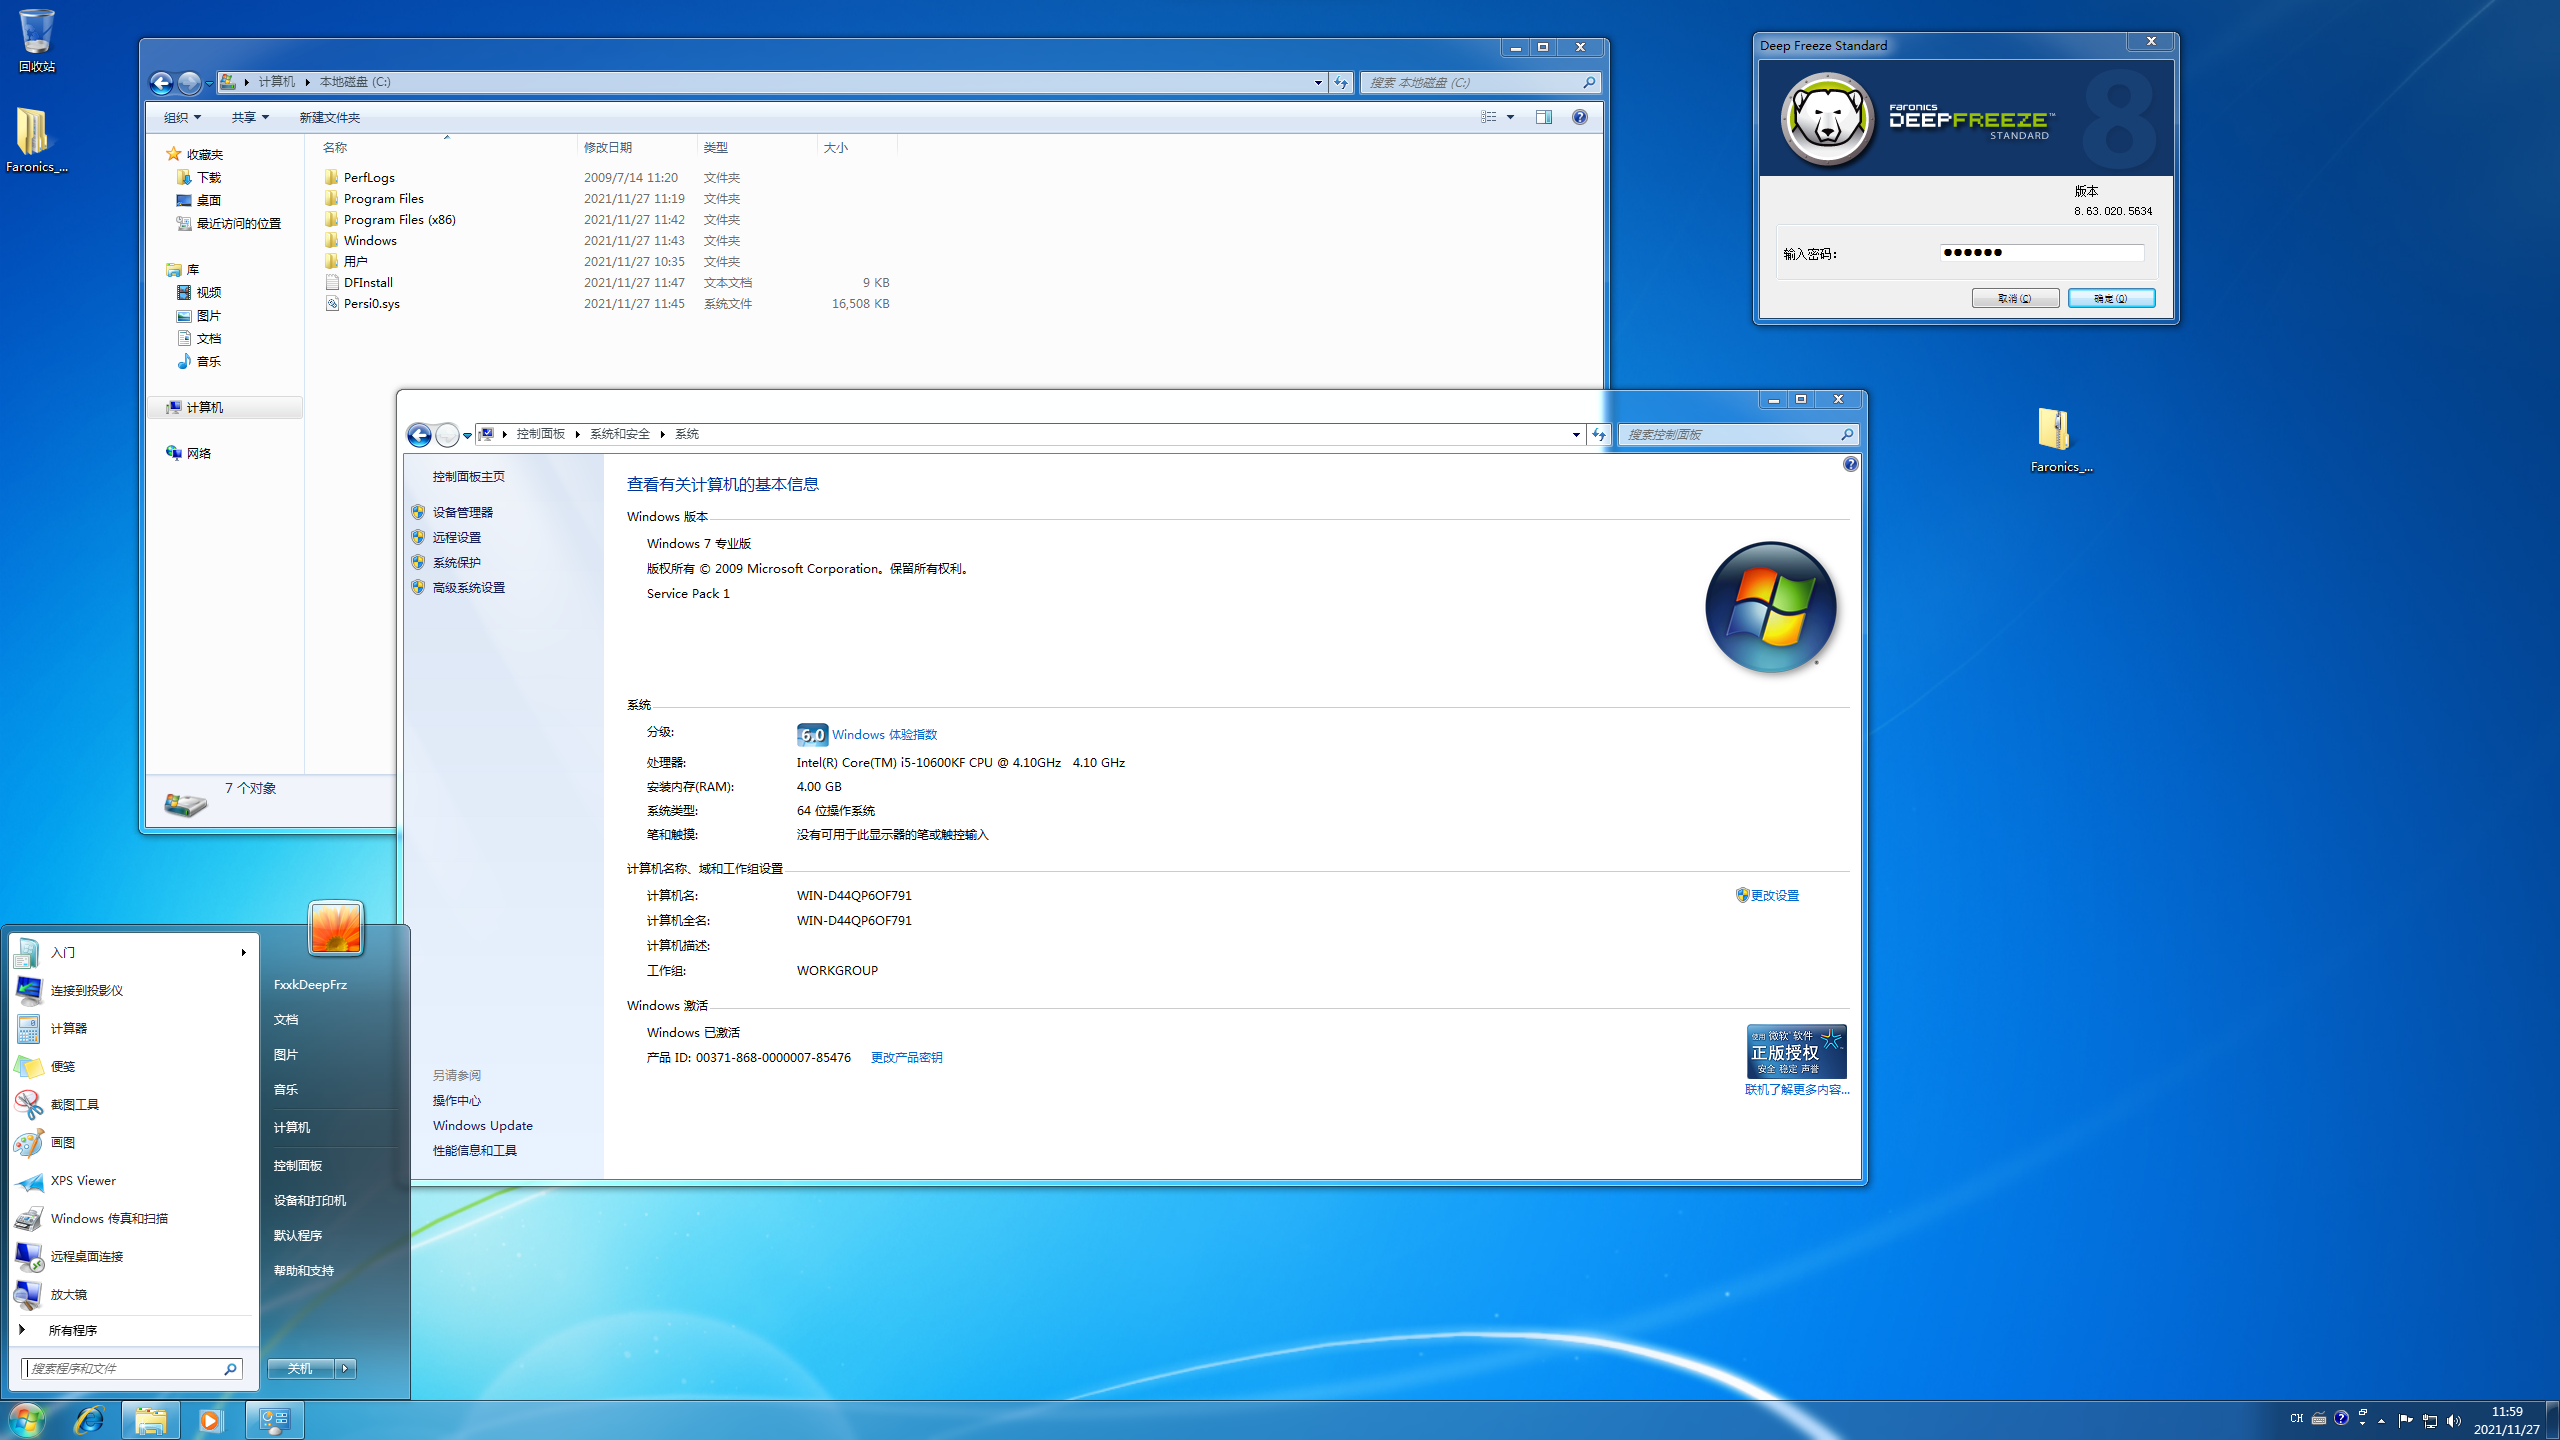 回收站
Faronics_...
计算机 本地磁盘 (C:)
搜索 本地磁盘 (C:)
组织 共享 新建文件夹
名称 修改日期 类型 大小
收藏夹
下载
桌面
最近访问的位置
库
视频
图片
文档
音乐
计算机
网络
PerfLogs 2009/7/14 11:20 文件夹
Program Files 2021/11/27 11:19 文件夹
Program Files (x86) 2021/11/27 11:42 文件夹
Windows 2021/11/27 11:43 文件夹
用户 2021/11/27 10:35 文件夹
DFInstall 2021/11/27 11:47 文本文档 9 KB
Persi0.sys 2021/11/27 11:45 系统文件 16,508 KB
7 个对象
Deep Freeze Standard
FARONICS
DEEPFREEZE™
STANDARD
8
版本
8.63.020.5634
输入密码:
取消(C) 确定(O)
Faronics_...
控制面板 系统和安全 系统
搜索控制面板
控制面板主页
设备管理器
远程设置
系统保护
高级系统设置
另请参阅
操作中心
Windows Update
性能信息和工具
查看有关计算机的基本信息
Windows 版本
Windows 7 专业版
版权所有 © 2009 Microsoft Corporation。保留所有权利。
Service Pack 1
系统
分级: 6.0 Windows 体验指数
处理器: Intel(R) Core(TM) i5-10600KF CPU @ 4.10GHz 4.10 GHz
安装内存(RAM): 4.00 GB
系统类型: 64 位操作系统
笔和触摸: 没有可用于此显示器的笔或触控输入
计算机名称、域和工作组设置
计算机名: WIN-D44QP6OF791 更改设置
计算机全名: WIN-D44QP6OF791
计算机描述:
工作组: WORKGROUP
Windows 激活
Windows 已激活
产品 ID: 00371-868-0000007-85476 更改产品密钥
使用 微软 软件
正版授权
安全 稳定 声誉
联机了解更多内容...
入门
连接到投影仪
计算器
便笺
截图工具
画图
XPS Viewer
Windows 传真和扫描
远程桌面连接
放大镜
所有程序
搜索程序和文件
FxxkDeepFrz
文档
图片
音乐
计算机
控制面板
设备和打印机
默认程序
帮助和支持
关机
CH
11:59
2021/11/27